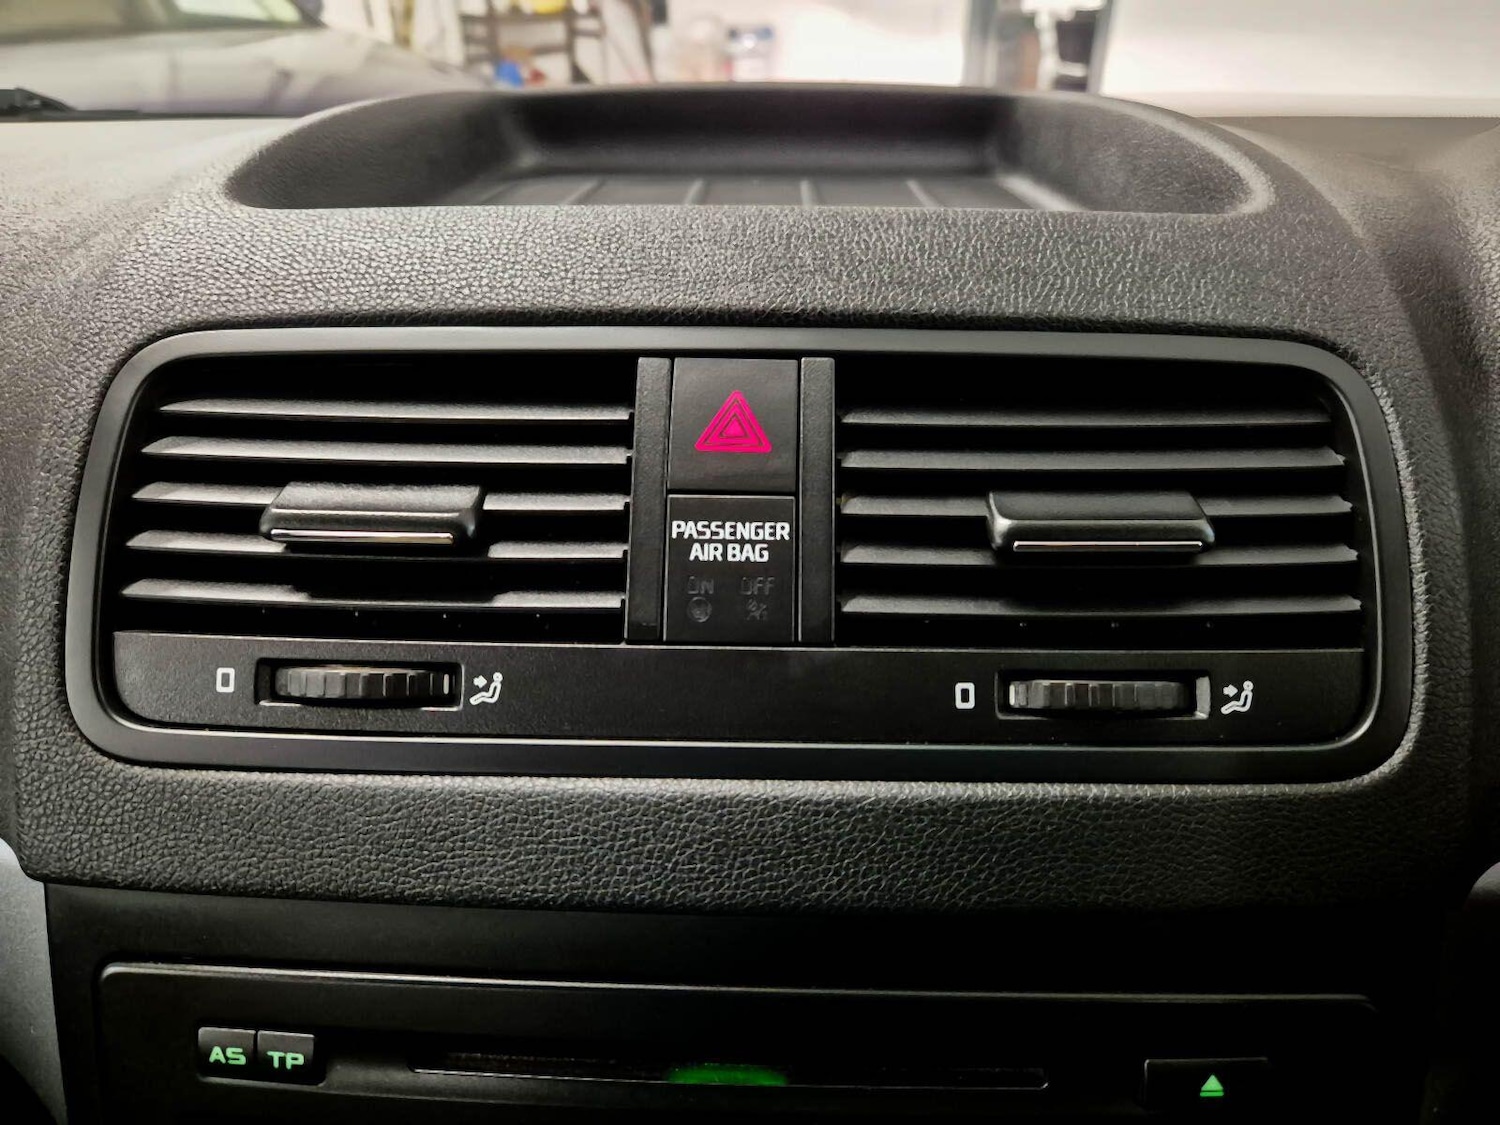 PASSENGER
AIR BAG
ON OFF
0 0
AS TP